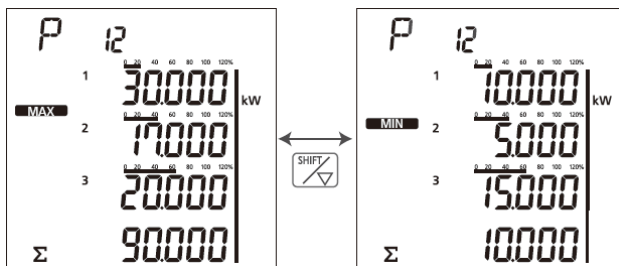 P 12
0 20 40 60 80 100 120%
1 30.000 kW
MAX
0 20 40 60 80 100 120%
2 17.000
0 20 40 60 80 100 120%
3 20.000
Σ 90.000
SHIFT
P 12
0 20 40 60 80 100 120%
1 10.000 kW
MIN
0 20 40 60 80 100 120%
2 5.000
0 20 40 60 80 100 120%
3 15.000
Σ 10.000